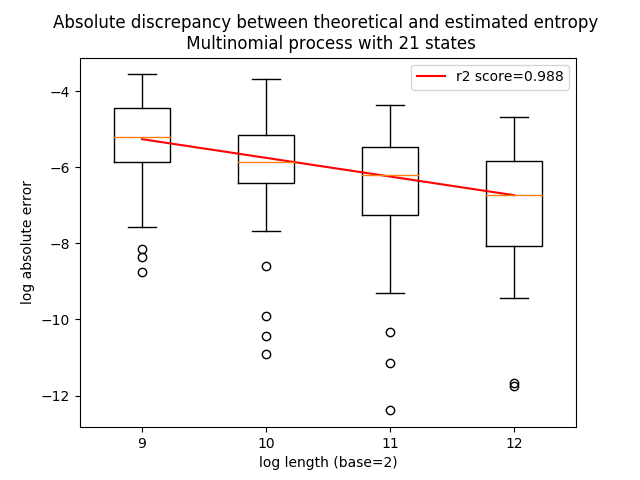 Absolute discrepancy between theoretical and estimated entropy
Multinomial process with 21 states
r2 score=0.988
−4
−6
−8
−10
−12
log absolute error
9 10 11 12
log length (base=2)